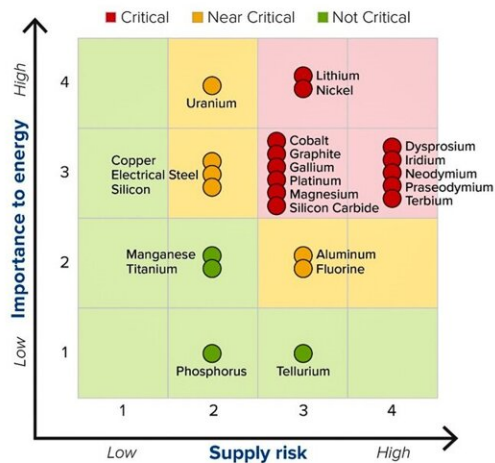 Critical
Near Critical
Not Critical
High
4
Lithium
Nickel
Uranium
Importance to energy
3
Copper
Electrical Steel
Silicon
Cobalt
Graphite
Gallium
Platinum
Magnesium
Silicon Carbide
Dysprosium
Iridium
Neodymium
Praseodymium
Terbium
2
Manganese
Titanium
Aluminum
Fluorine
Low
1
Phosphorus
Tellurium
1
2
3
4
Low
Supply risk
High